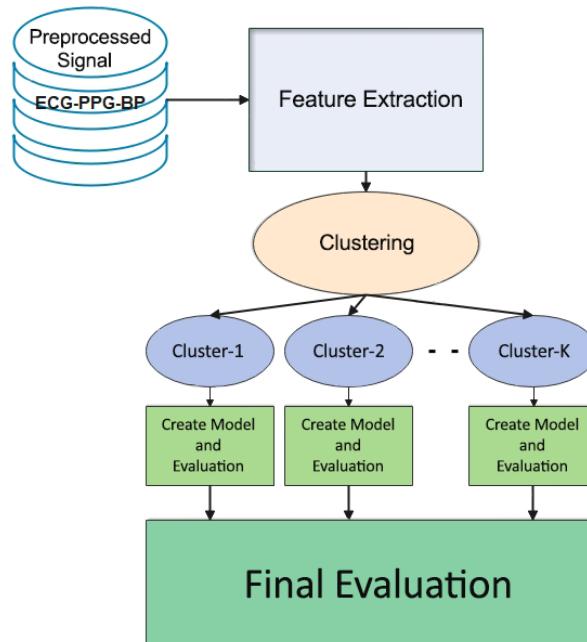 Preprocessed
Signal
ECG-PPG-BP
Feature Extraction
Clustering
Cluster-1
Cluster-2
- -
Cluster-K
Create Model
and
Evaluation
Create Model
and
Evaluation
Create Model
and
Evaluation
Final Evaluation